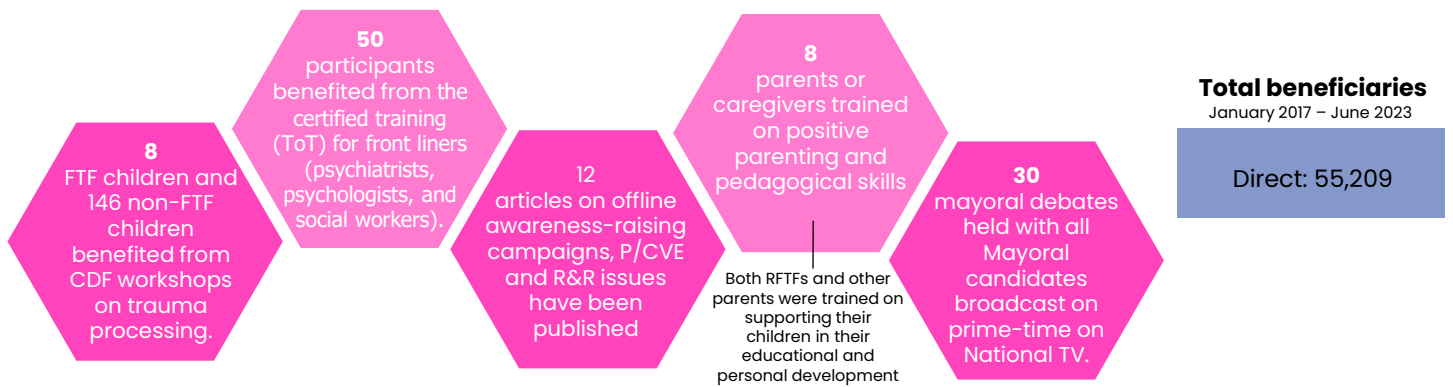 8
FTF children and
146 non-FTF
children
benefited from
CDF workshops
on trauma
processing.
50
participants
benefited from the
certified training
(ToT) for front liners
(psychiatrists,
psychologists, and
social workers).
12
articles on offline
awareness-raising
campaigns, P/CVE
and R&R issues
have been
published
8
parents or
caregivers trained
on positive
parenting and
pedagogical skills
Both RFTFs and other
parents were trained on
supporting their
children in their
educational and
personal development
30
mayoral debates
held with all
Mayoral
candidates
broadcast on
prime-time on
National TV.
Total beneficiaries
January 2017 – June 2023
Direct: 55,209